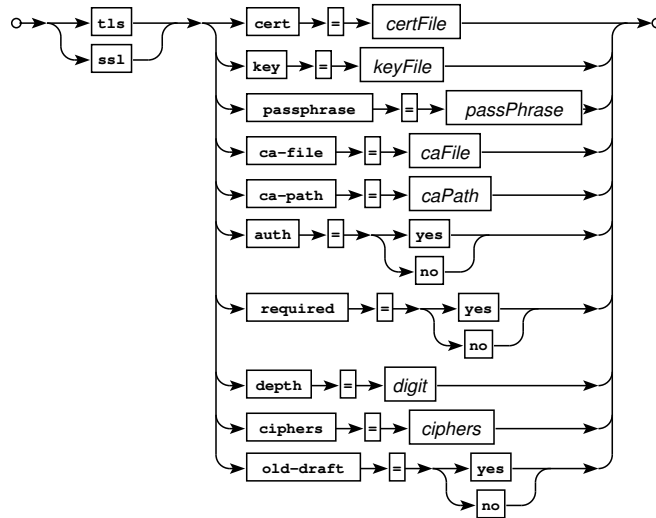 tls cert = certFile
ssl
key = keyFile
passphrase = passPhrase
ca-file = caFile
ca-path = caPath
auth = yes
no
required = yes
no
depth = digit
ciphers = ciphers
old-draft = yes
no